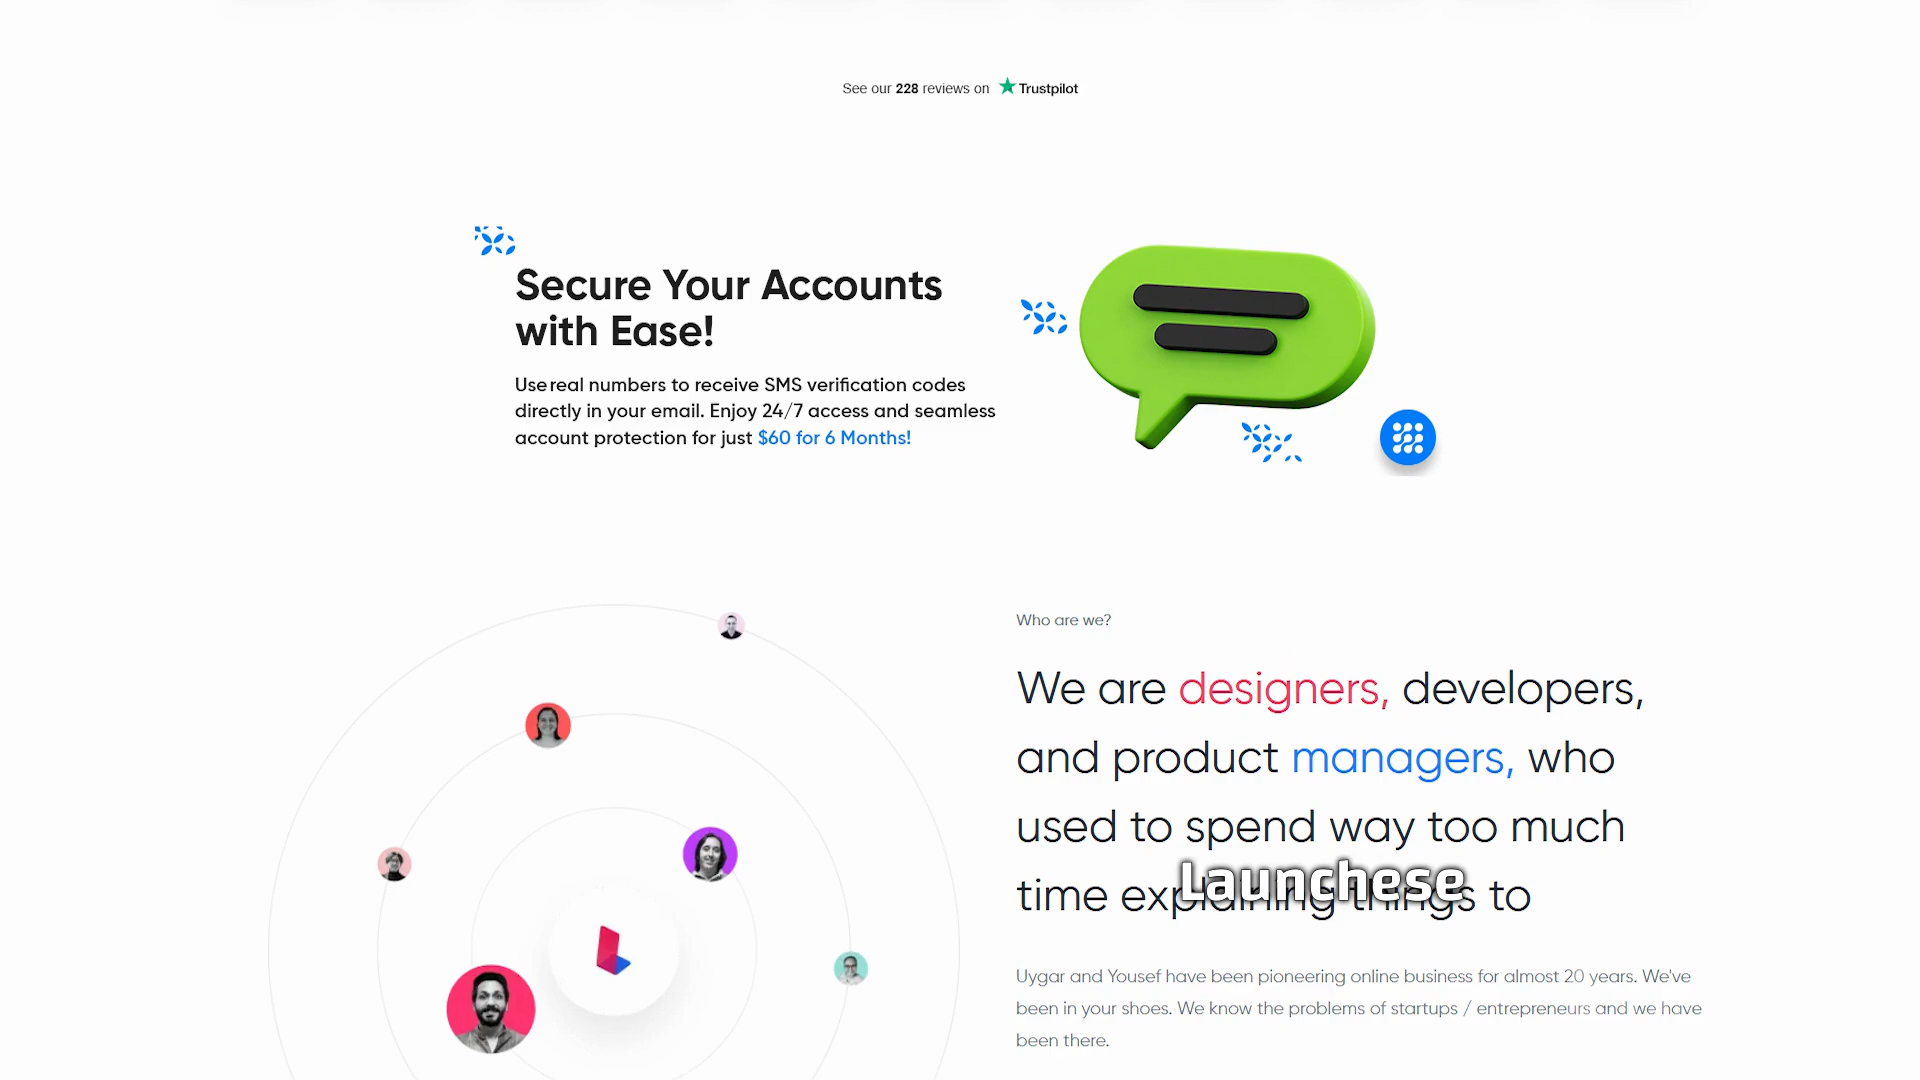 See our 228 reviews on Trustpilot
Secure Your Accounts
with Ease!
Use real numbers to receive SMS verification codes
directly in your email. Enjoy 24/7 access and seamless
account protection for just $60 for 6 Months!
Who are we?
We are designers, developers,
and product managers, who
used to spend way too much
time explaining things to
Launchese
Uygar and Yousef have been pioneering online business for almost 20 years. We've
been in your shoes. We know the problems of startups / entrepreneurs and we have
been there.